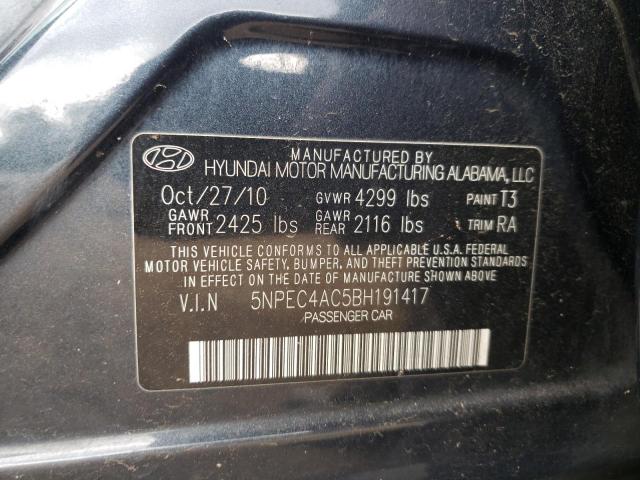 MANUFACTURED BY
HYUNDAI MOTOR MANUFACTURING ALABAMA, LLC
Oct/27/10 GVWR 4299 lbs PAINT T3
GAWR FRONT 2425 lbs GAWR REAR 2116 lbs TRIM RA
THIS VEHICLE CONFORMS TO ALL APPLICABLE U.S.A. FEDERAL
MOTOR VEHICLE SAFETY, BUMPER, AND THEFT PREVENTION STANDARDS
IN EFFECT ON THE DATE OF MANUFACTURE SHOWN ABOVE
V.I.N 5NPEC4AC5BH191417
/PASSENGER CAR